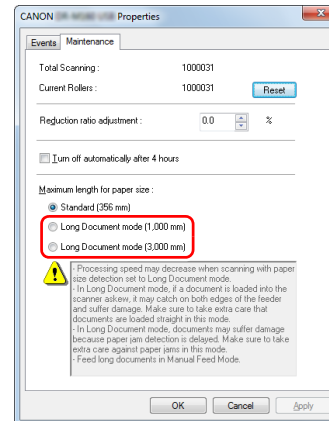 CANON Properties
Events Maintenance
Total Scanning : 1000031
Current Rollers : 1000031 Reset
Reduction ratio adjustment : 0.0 %
Turn off automatically after 4 hours
Maximum length for paper size :
Standard (356 mm)
Long Document mode (1,000 mm)
Long Document mode (3,000 mm)
- Processing speed may decrease when scanning with paper
size detection set to Long Document mode.
- In Long Document mode, if a document is loaded into the
scanner askew, it may catch on both edges of the feeder
and suffer damage. Make sure to take extra care that
documents are loaded straight in this mode.
- In Long Document mode, documents may suffer damage
because paper jam detection is delayed. Make sure to take
extra care against paper jams in this mode.
- Feed long documents in Manual Feed Mode.
OK Cancel Apply